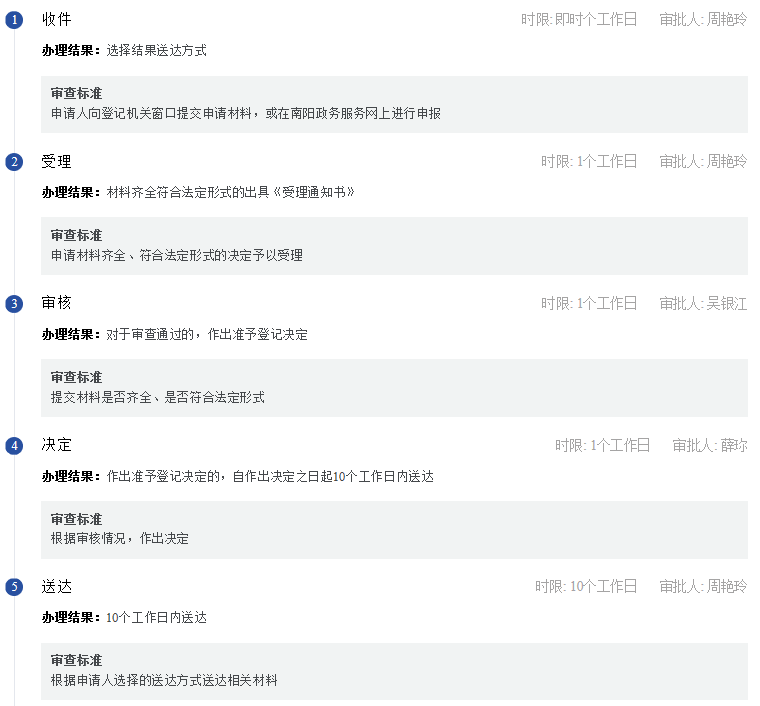 1 收件 时限: 即时个工作日 审批人: 周艳玲
办理结果： 选择结果送达方式
审查标准
申请人向登记机关窗口提交申请材料，或在南阳政务服务网上进行申报
2 受理 时限: 1个工作日 审批人: 周艳玲
办理结果： 材料齐全符合法定形式的出具《受理通知书》
审查标准
申请材料齐全、符合法定形式的决定予以受理
3 审核 时限: 1个工作日 审批人: 吴银江
办理结果： 对于审查通过的，作出准予登记决定
审查标准
提交材料是否齐全、是否符合法定形式
4 决定 时限: 1个工作日 审批人: 薛珎
办理结果： 作出准予登记决定的，自作出决定之日起10个工作日内送达
审查标准
根据审核情况，作出决定
5 送达 时限: 10个工作日 审批人: 周艳玲
办理结果： 10个工作日内送达
审查标准
根据申请人选择的送达方式送达相关材料